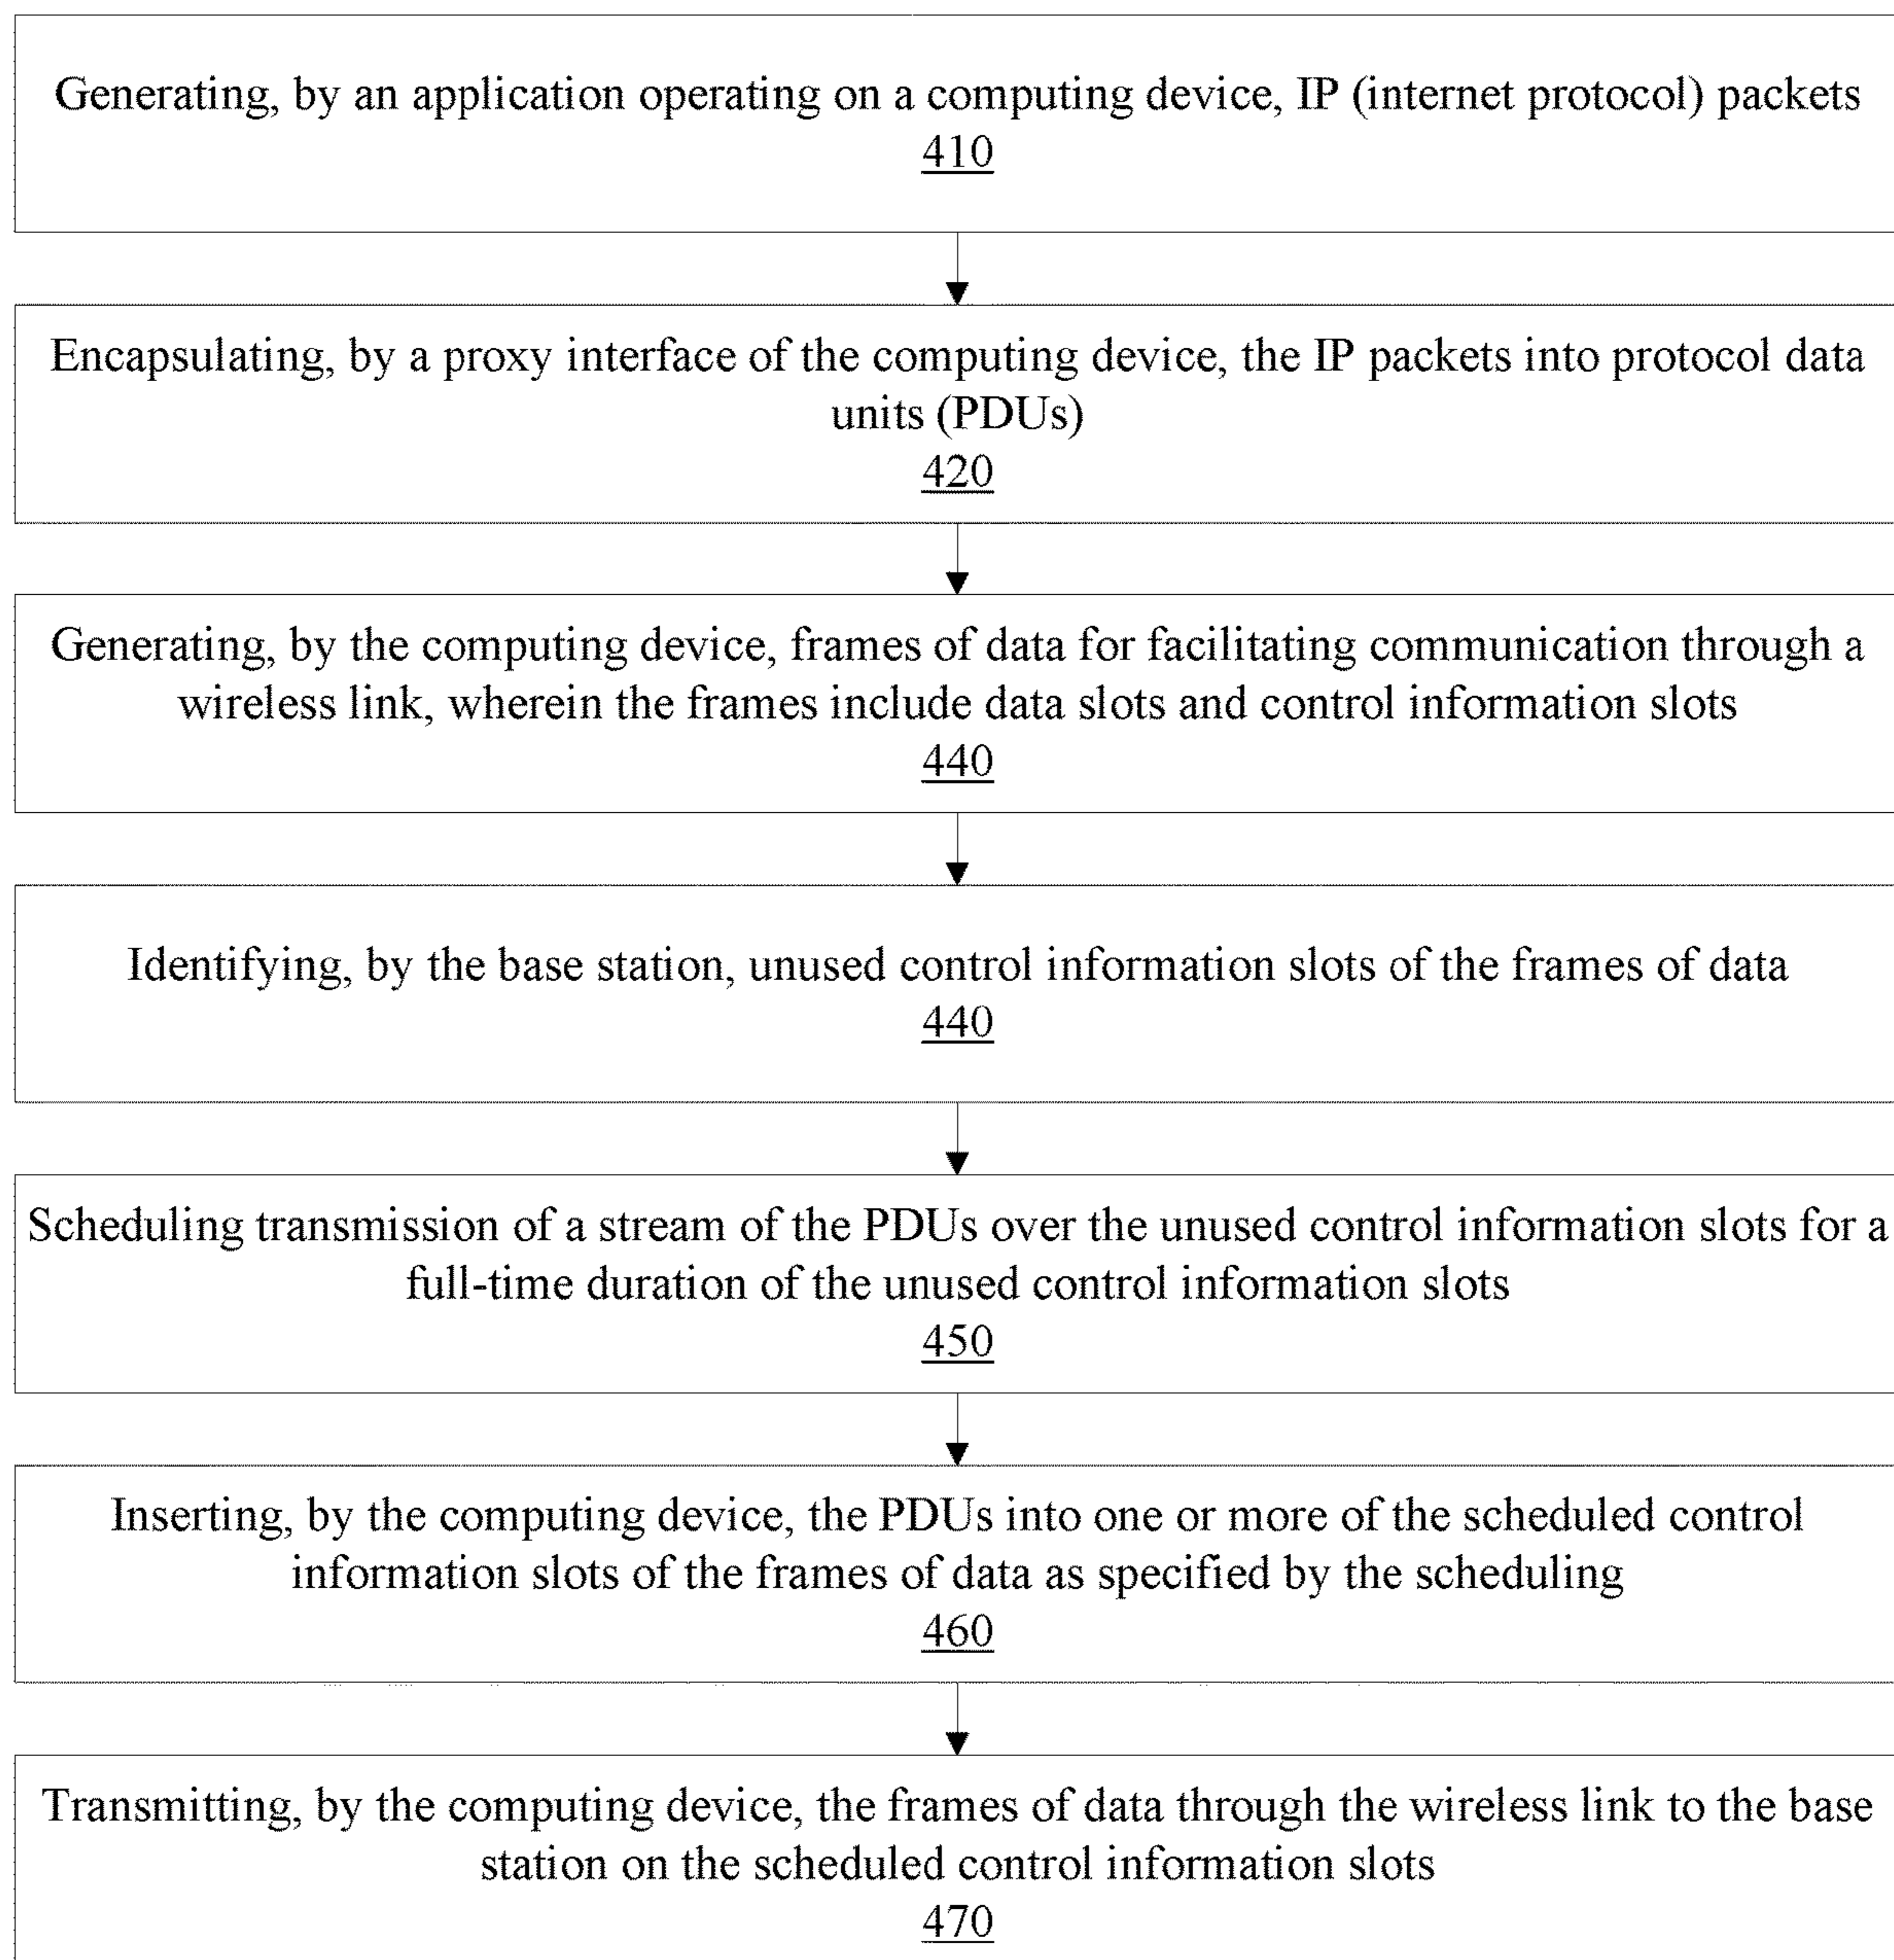 Generating, by an application operating on a computing device, IP (internet protocol) packets
410
Encapsulating, by a proxy interface of the computing device, the IP packets into protocol data
units (PDUs)
420
Generating, by the computing device, frames of data for facilitating communication through a
wireless link, wherein the frames include data slots and control information slots
440
Identifying, by the base station, unused control information slots of the frames of data
440
Scheduling transmission of a stream of the PDUs over the unused control information slots for a
full-time duration of the unused control information slots
450
Inserting, by the computing device, the PDUs into one or more of the scheduled control
information slots of the frames of data as specified by the scheduling
460
Transmitting, by the computing device, the frames of data through the wireless link to the base
station on the scheduled control information slots
470